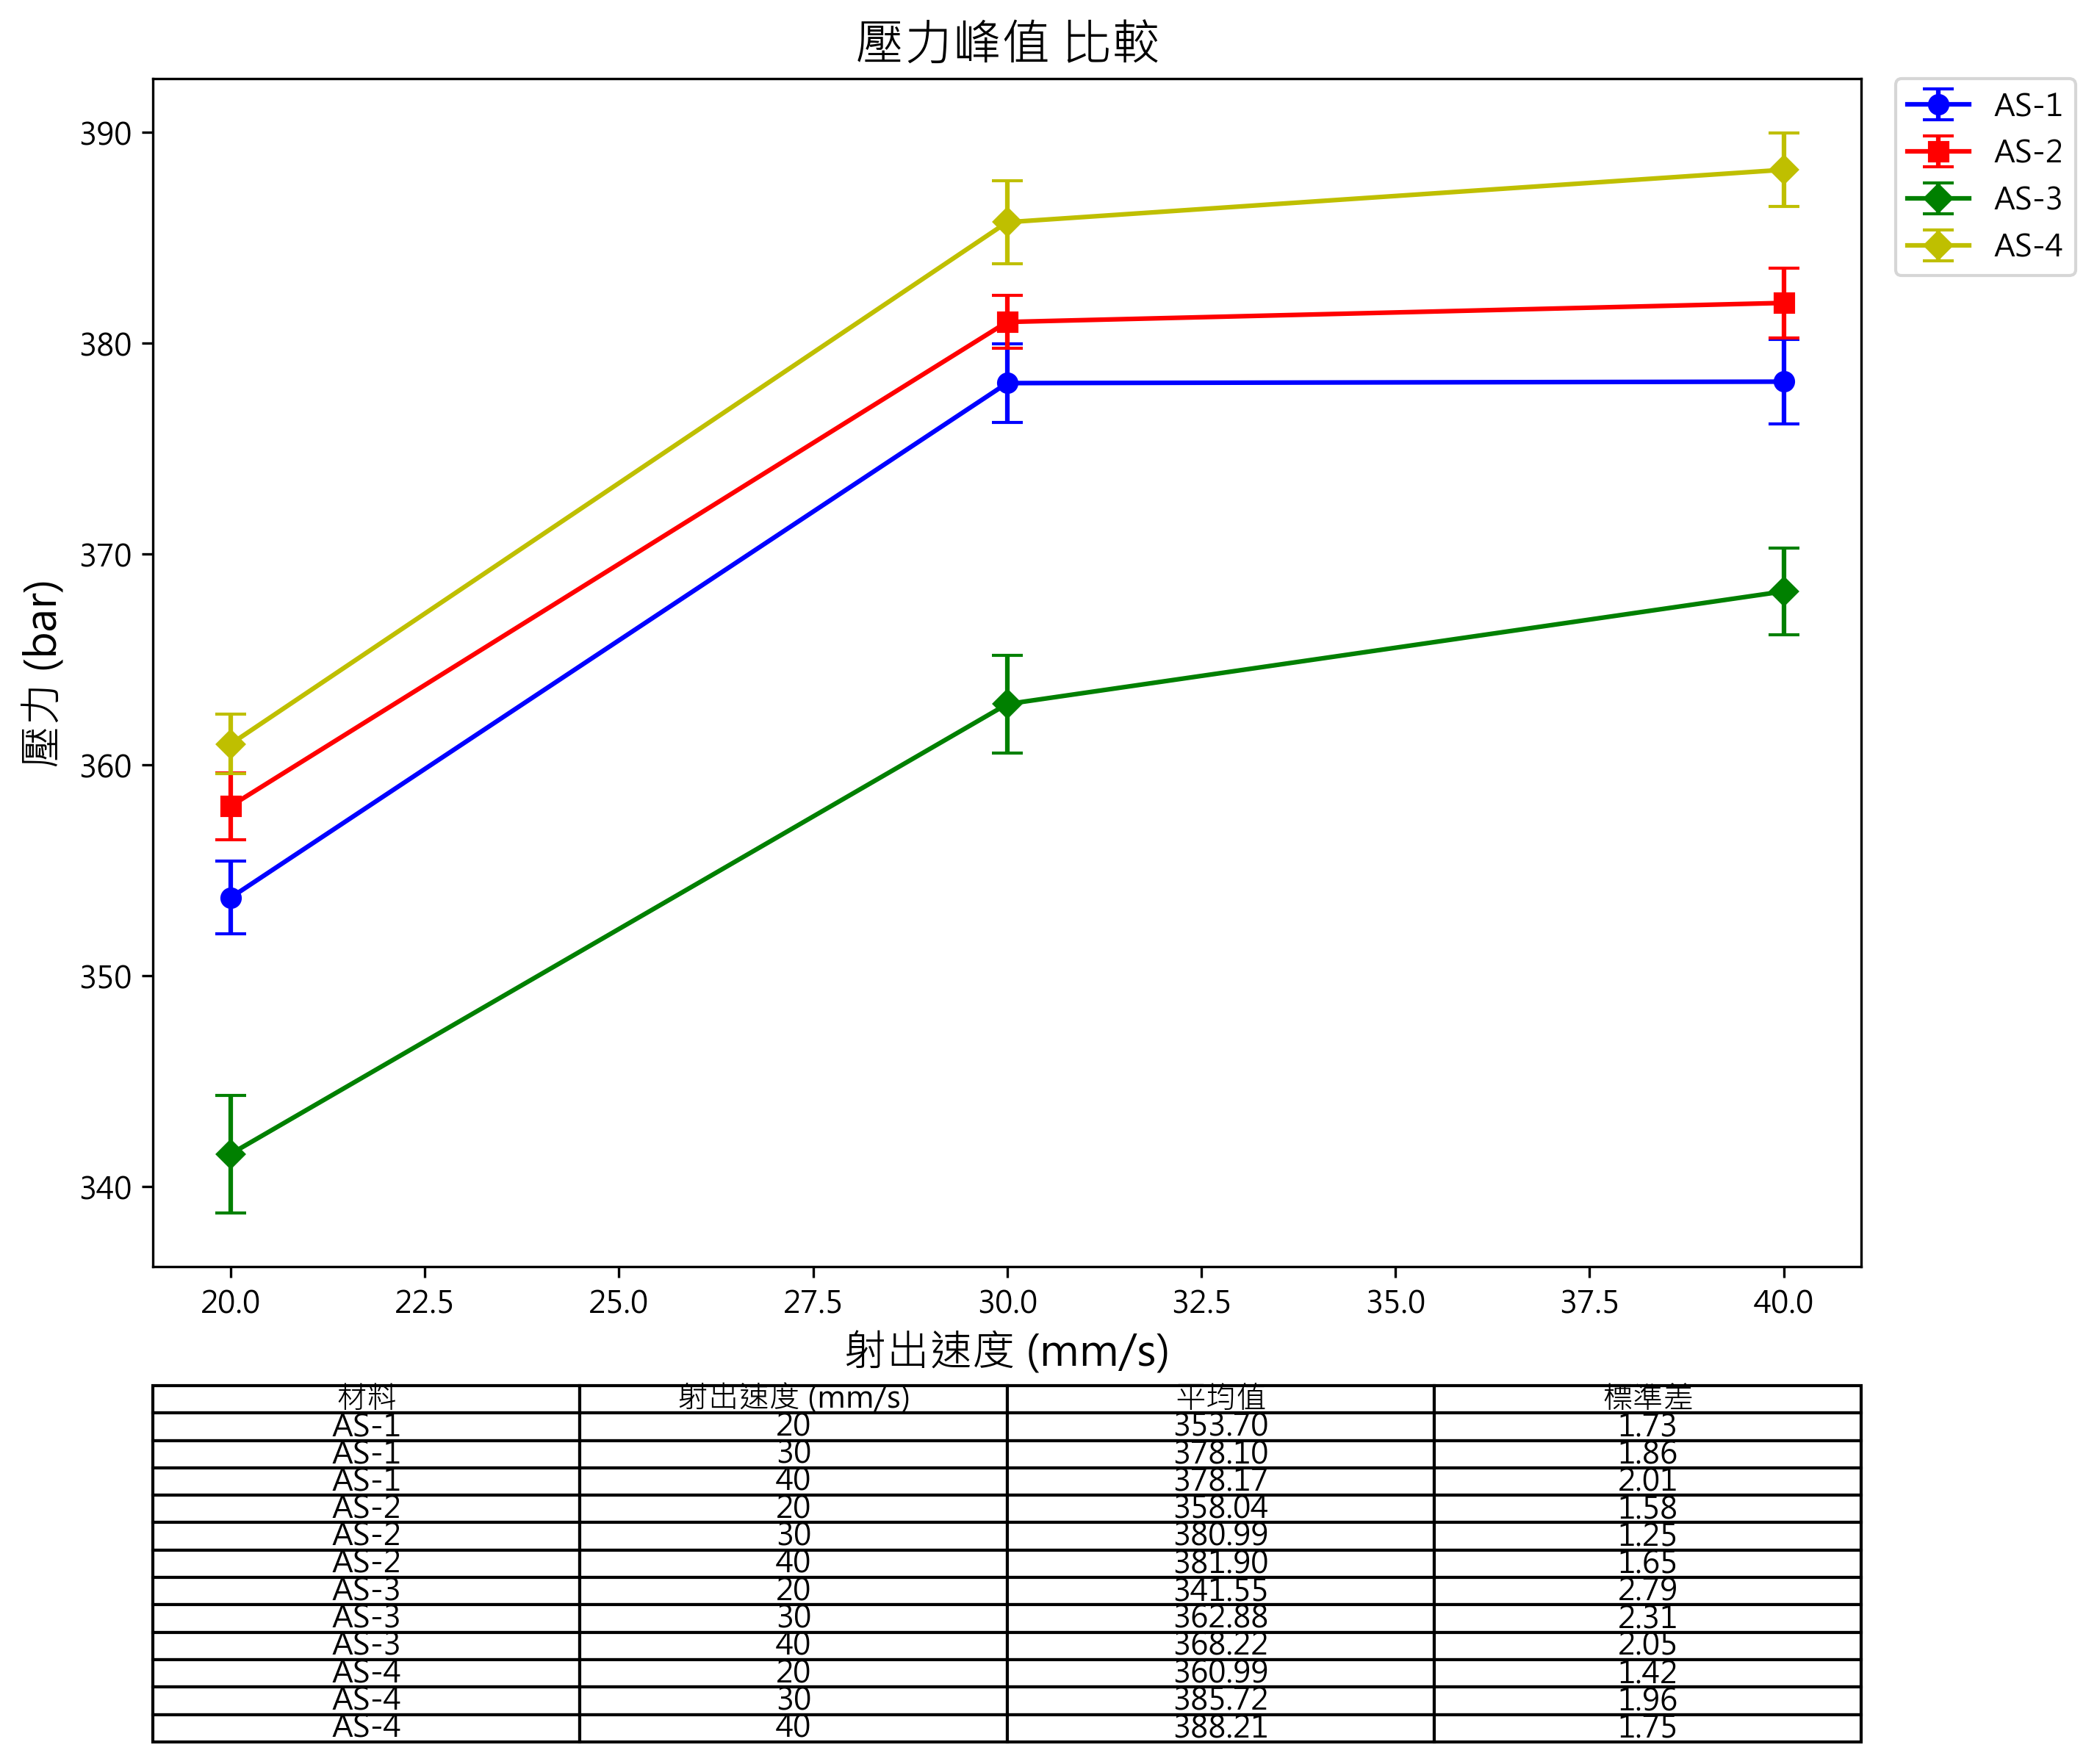 壓力峰值 比較
390
380
370
360
350
340
壓力 (bar)
AS-1
AS-2
AS-3
AS-4
20.0 22.5 25.0 27.5 30.0 32.5 35.0 37.5 40.0
射出速度 (mm/s)
材料 射出速度 (mm/s) 平均值 標準差
AS-1 20 353.70 1.73
AS-1 30 378.10 1.86
AS-1 40 378.17 2.01
AS-2 20 358.04 1.58
AS-2 30 380.99 1.25
AS-2 40 381.90 1.65
AS-3 20 341.55 2.79
AS-3 30 362.88 2.31
AS-3 40 368.22 2.05
AS-4 20 360.99 1.42
AS-4 30 385.72 1.96
AS-4 40 388.21 1.75